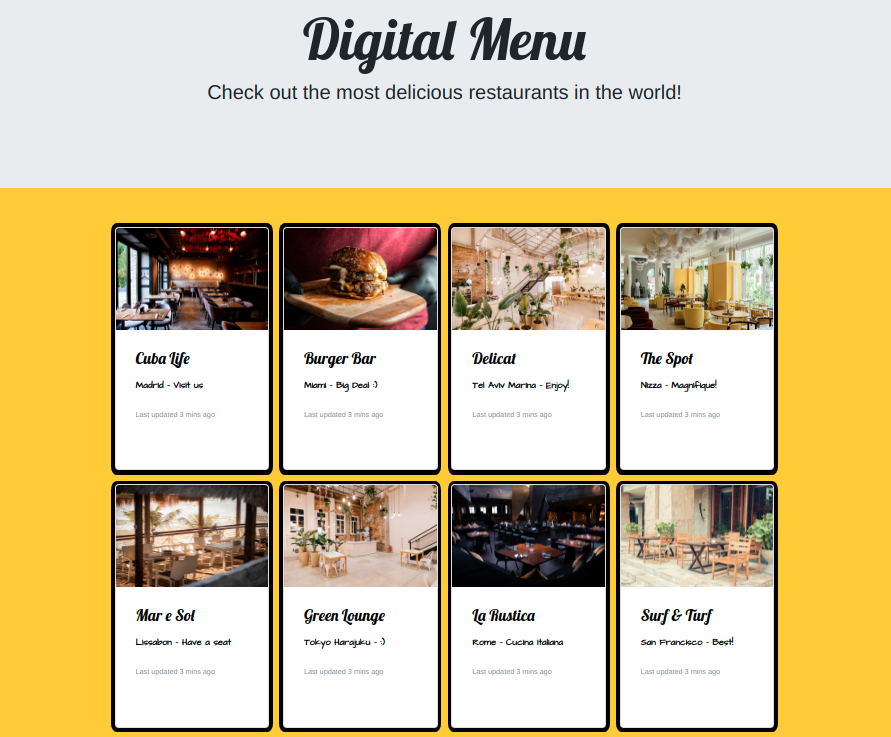 Digital Menu
Check out the most delicious restaurants in the world!
Cuba Life
Madrid - Visit us
Last updated 3 mins ago
Burger Bar
Miami - Big Deal :)
Last updated 3 mins ago
Delicat
Tel Aviv Marina - Enjoy!
Last updated 3 mins ago
The Spot
Nizza - Magnifique!
Last updated 3 mins ago
Mar e Sol
Lissabon - Have a seat
Last updated 3 mins ago
Green Lounge
Tokyo Harajuku - :)
Last updated 3 mins ago
La Rustica
Rome - Cucina Italiana
Last updated 3 mins ago
Surf & Turf
San Francisco - Best!
Last updated 3 mins ago